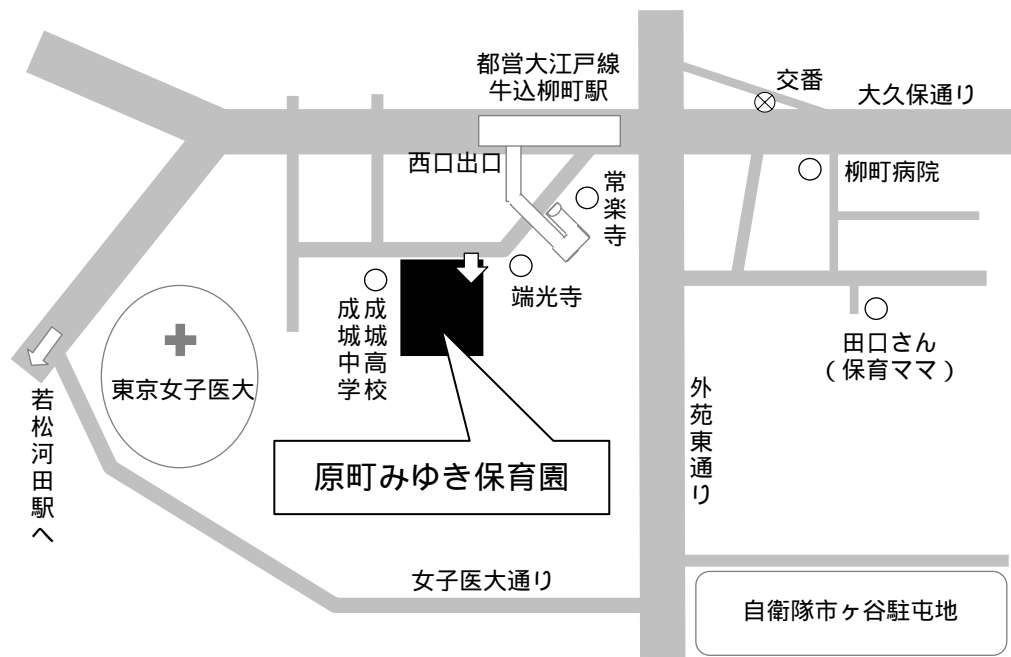 都営大江戸線
牛込柳町駅
交番
大久保通り
西口出口
常楽寺
柳町病院
端光寺
成城高校
成城中学
田口さん
（保育ママ）
東京女子医大
若松河田駅へ
外苑東通り
原町みゆき保育園
女子医大通り
自衛隊市ヶ谷駐屯地